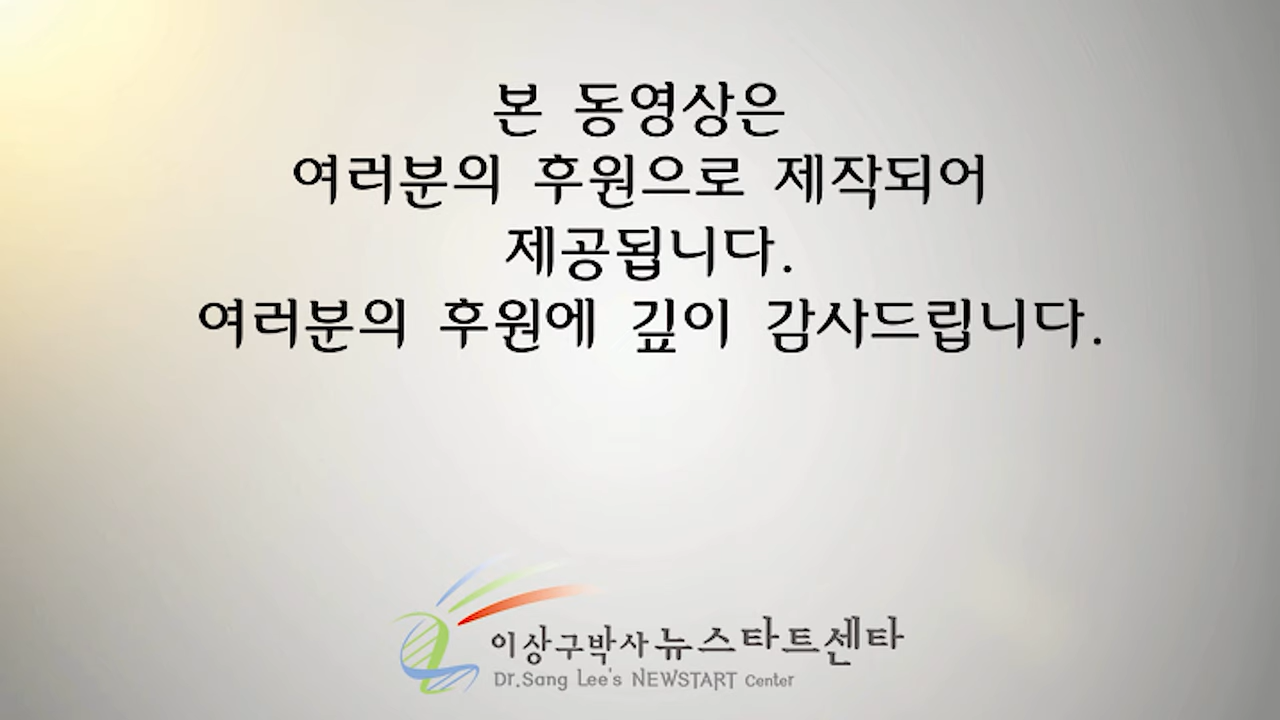 본 동영상은
여러분의 후원으로 제작되어
제공됩니다.
여러분의 후원에 깊이 감사드립니다.
이상구박사 뉴스타트센타
Dr.Sang Lee's NEWSTART Center